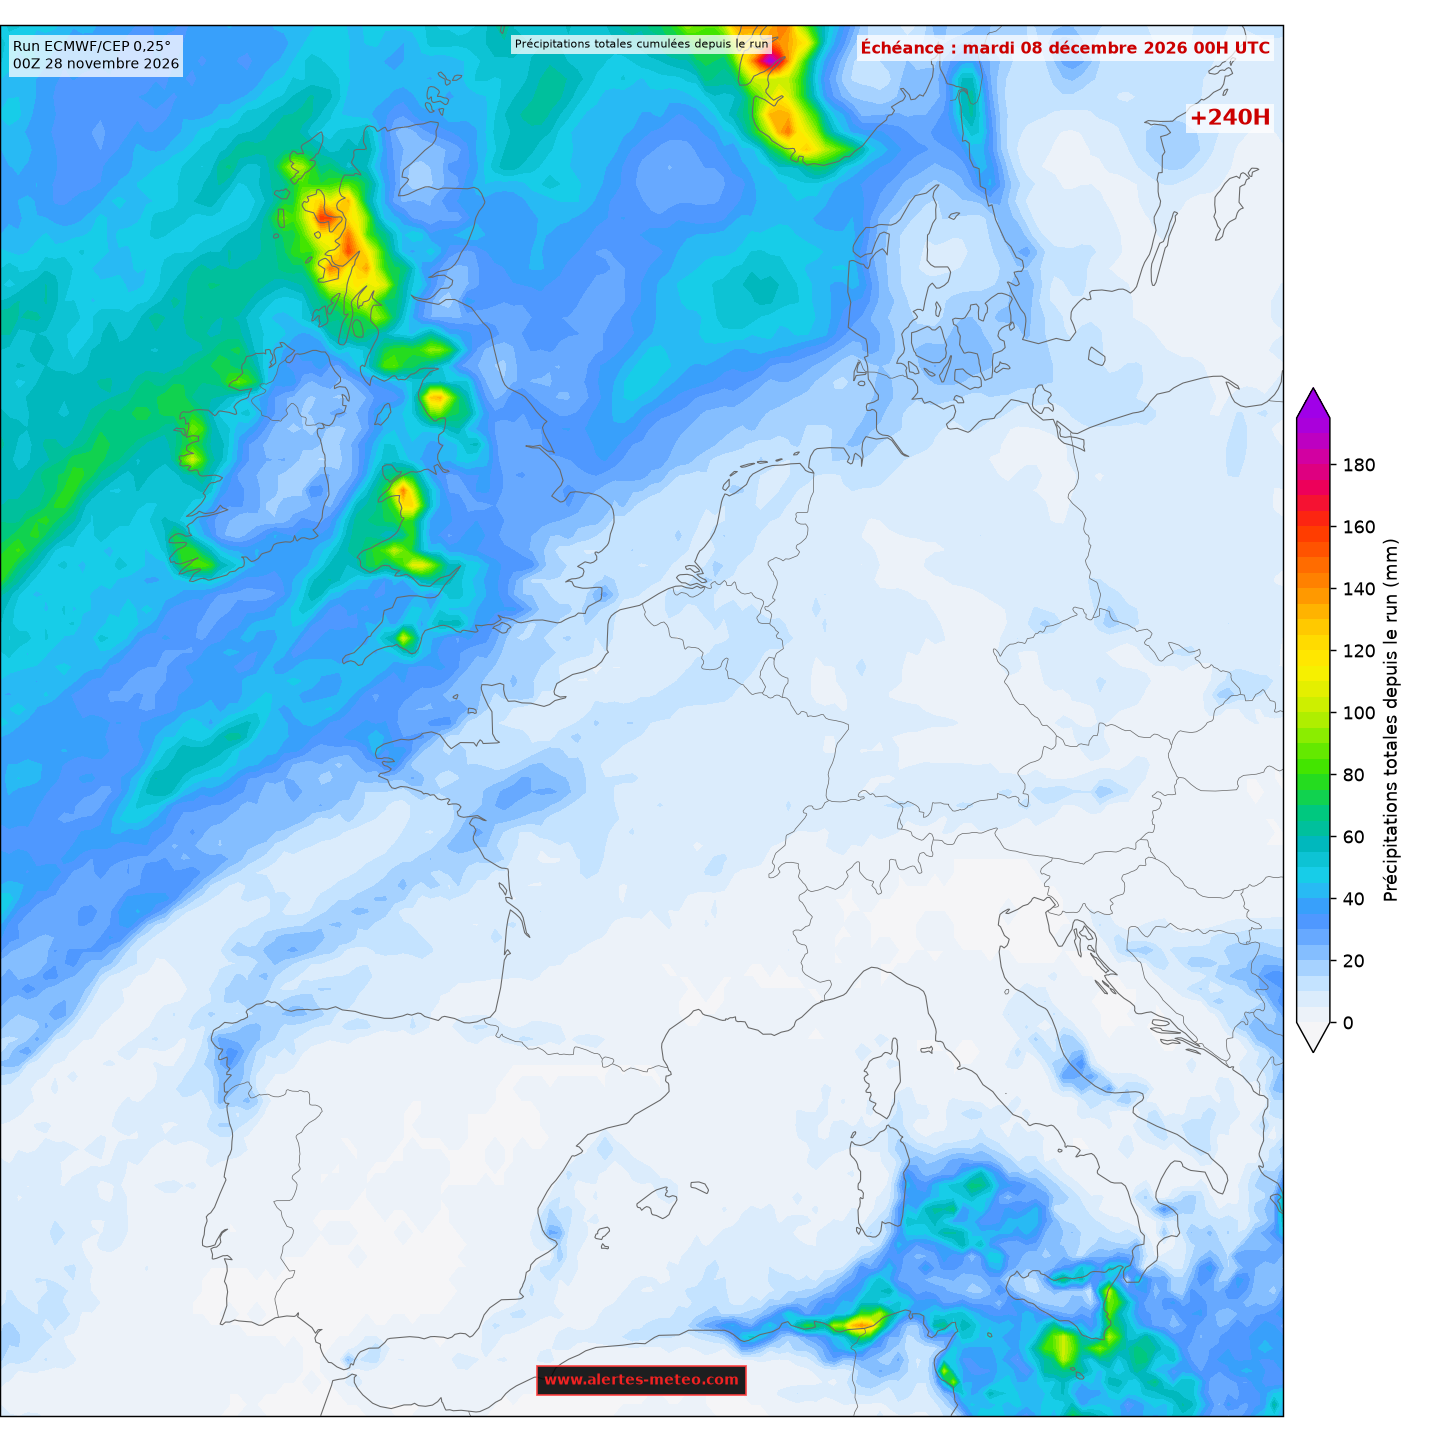 Run ECMWF/CEP 0,25°
00Z 28 novembre 2026
Précipitations totales cumulées depuis le run
Échéance : mardi 08 décembre 2026 00H UTC
+240H
180
160
140
120
100
80
60
40
20
0
Précipitations totales depuis le run (mm)
www.alertes-meteo.com